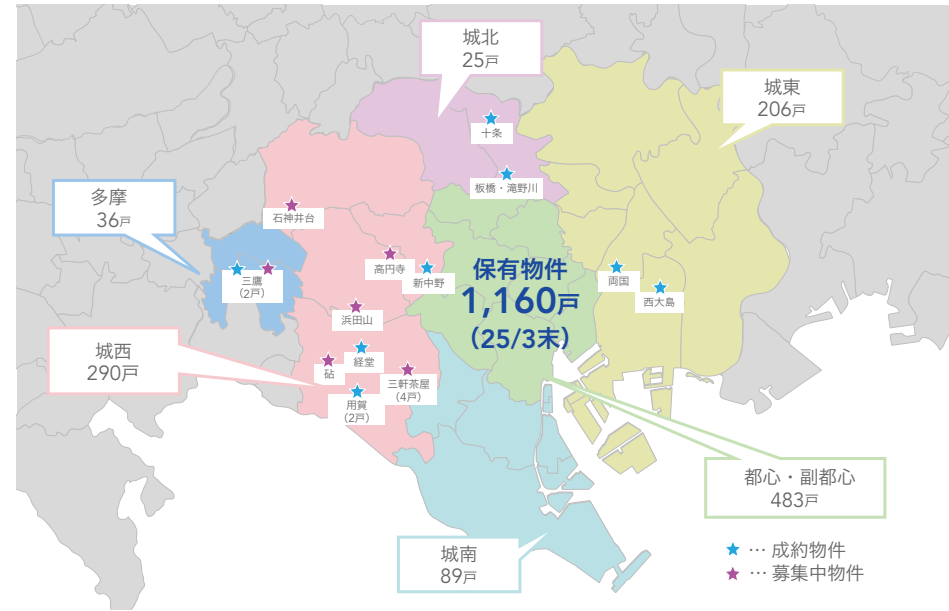 城北
25戸
城東
206戸
十条
板橋・滝野川
多摩
36戸
石神井台
高円寺
新中野
三鷹
(2戸)
保有物件
1,160戸
(25/3末)
両国
西大島
浜田山
城西
290戸
砧
経堂
三軒茶屋
(4戸)
用賀
(2戸)
都心・副都心
483戸
城南
89戸
★ … 成約物件
★ … 募集中物件